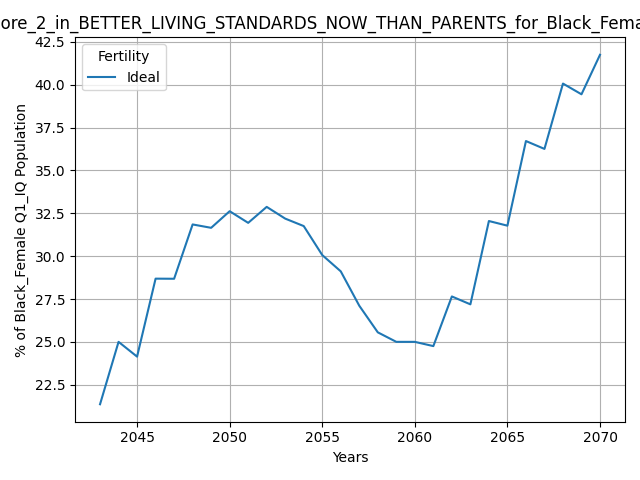 ore_2_in_BETTER_LIVING_STANDARDS_NOW_THAN_PARENTS_for_Black_Fema
42.5
40.0
37.5
35.0
32.5
30.0
27.5
25.0
22.5
% of Black_Female Q1_IQ Population
Fertility
Ideal
2045 2050 2055 2060 2065 2070
Years